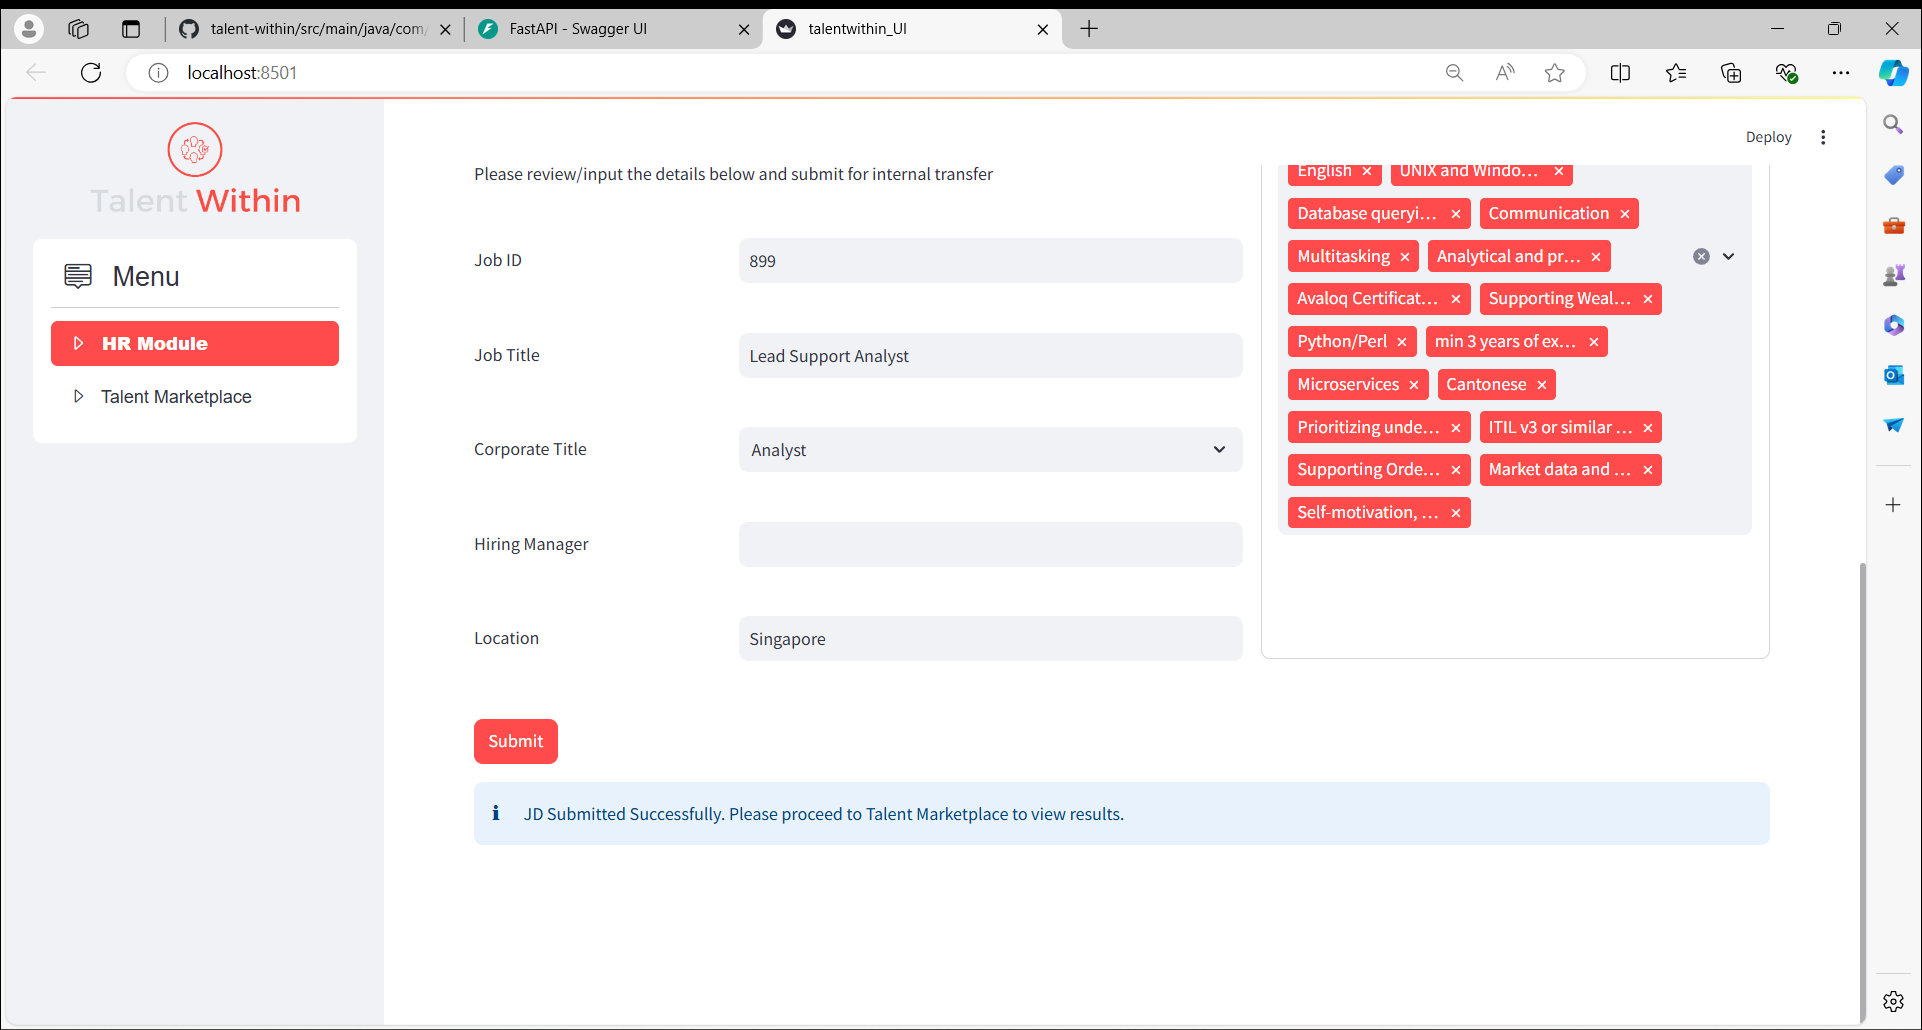 talent-within/src/main/java/com/
FastAPI - Swagger UI
talentwithin_UI
localhost:8501
Deploy
Talent Within
Menu
HR Module
Talent Marketplace
Please review/input the details below and submit for internal transfer
Job ID
899
Job Title
Lead Support Analyst
Corporate Title
Analyst
Hiring Manager
Location
Singapore
English × UNIX and Windo... ×
Database queryi... × Communication ×
Multitasking × Analytical and pr... ×
Avaloq Certificat... × Supporting Weal... ×
Python/Perl × min 3 years of ex... ×
Microservices × Cantonese ×
Prioritizing unde... × ITIL v3 or similar ... ×
Supporting Orde... × Market data and ... ×
Self-motivation, ... ×
Submit
JD Submitted Successfully. Please proceed to Talent Marketplace to view results.